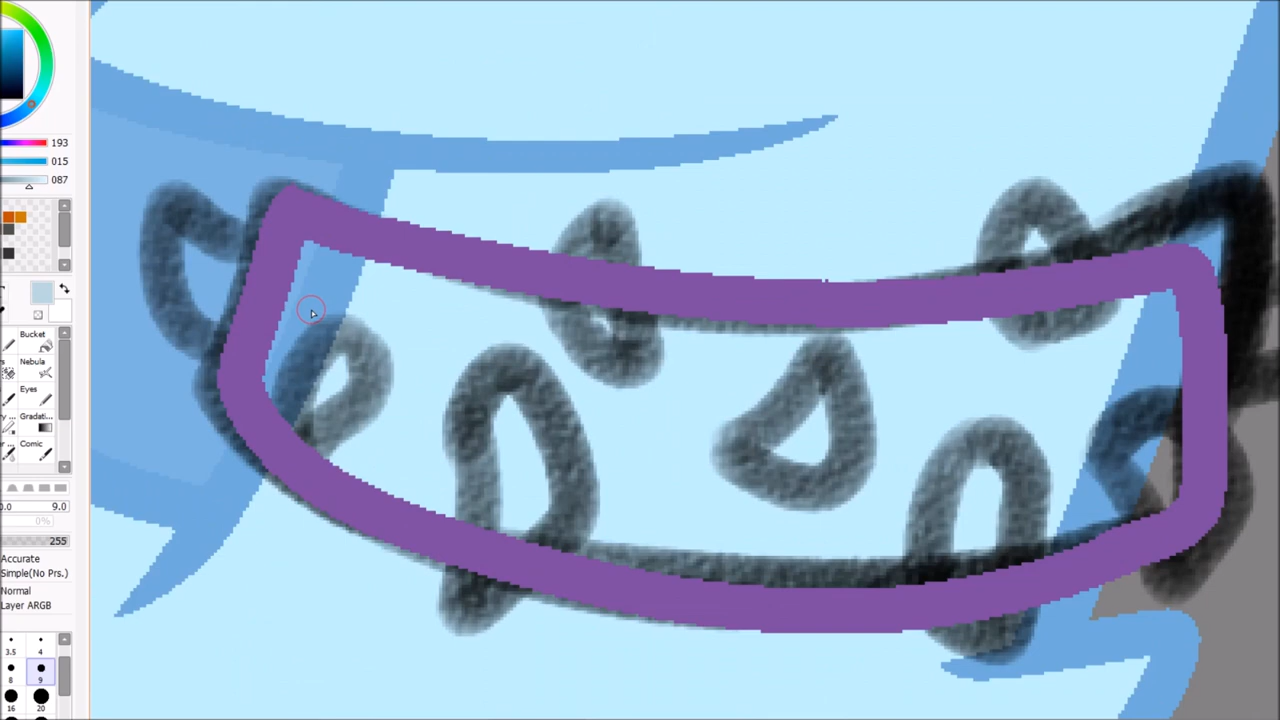 193
015
087
Bucket
Nebula
Eyes
Gradati...
Comic
9.0
0%
255
Accurate
Simple(No Prs.)
Normal
Layer ARGB
3.5 4
8 9
16 20